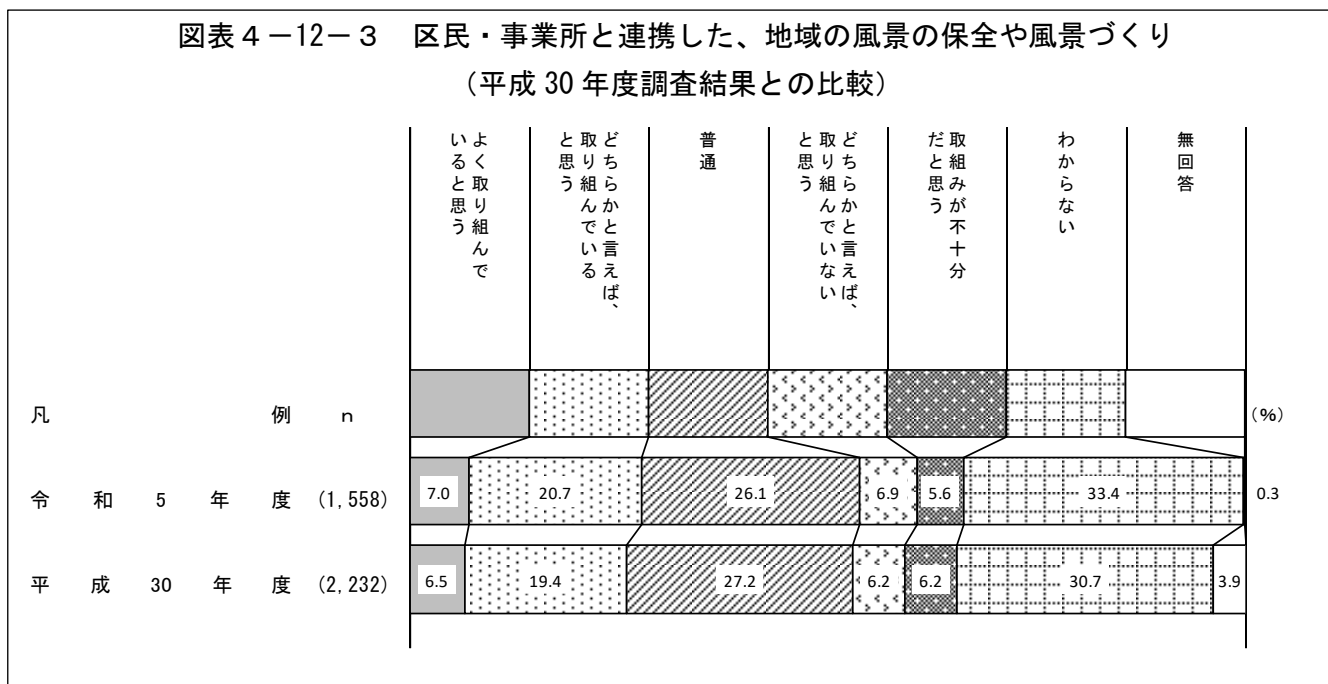 図表４－12－３　区民・事業所と連携した、地域の風景の保全や風景づくり
（平成 30 年度調査結果との比較）
よく取り組んで
いると思う
どちらかと言えば、
取り組んでいる
と思う
普通
どちらかと言えば、
取り組んでいない
と思う
取組みが不十分
だと思う
わからない
無回答
凡例 ｎ
(%)
令和５年度 (1,558) 7.0 20.7 26.1 6.9 5.6 33.4 0.3
平成30年度 (2,232) 6.5 19.4 27.2 6.2 6.2 30.7 3.9